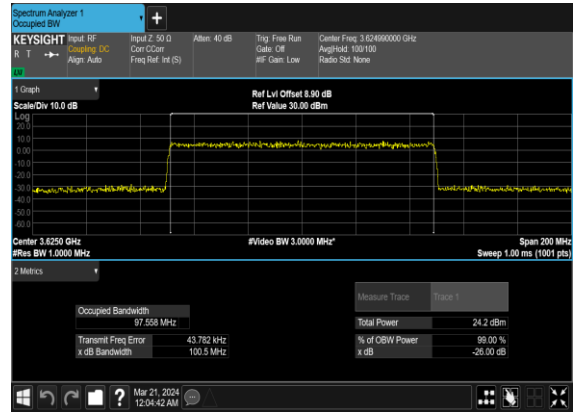 Spectrum Analyzer 1
Occupied BW
+
KEYSIGHT Input: RF Input Z: 50 Ω Atten: 40 dB Trig: Free Run Center Freq: 3.624990000 GHz
R T Coupling: DC Corr CCorr Gate: Off Avg|Hold: 100/100
Align: Auto Freq Ref: Int (S) #IF Gain: Low Radio Std: None
1 Graph
Ref Lvl Offset 8.90 dB
Scale/Div 10.0 dB Ref Value 30.00 dBm
Log
20.0
10.0
0.00
-10.0
-20.0
-30.0
-40.0
-50.0
-60.0
Center 3.6250 GHz #Video BW 3.0000 MHz* Span 200 MHz
#Res BW 1.0000 MHz Sweep 1.00 ms (1001 pts)
2 Metrics
Measure Trace Trace 1
Occupied Bandwidth
97.558 MHz Total Power 24.2 dBm
Transmit Freq Error 43.782 kHz % of OBW Power 99.00 %
x dB Bandwidth 100.5 MHz x dB -26.00 dB
?
Mar 21, 2024
12:04:42 AM